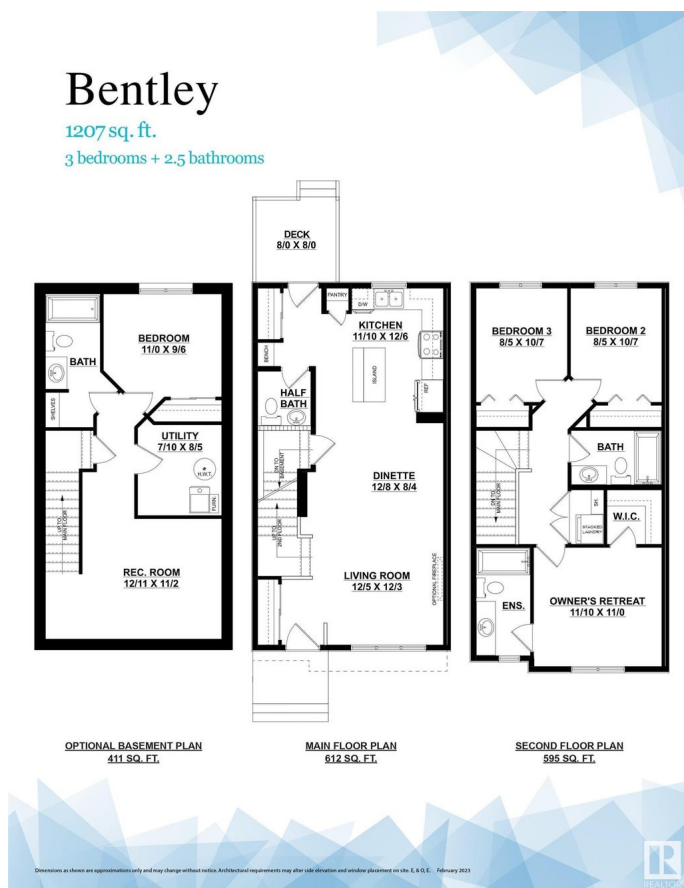 Bentley
1207 sq. ft.
3 bedrooms + 2.5 bathrooms
DECK
8/0 X 8/0
BEDROOM
11/0 X 9/6
BATH
SHELVES
UTILITY
7/10 X 8/5
H.W.T.
FURN.
UP TO
MAIN FLOOR
REC. ROOM
12/11 X 11/2
PANTRY
D/W
KITCHEN
11/10 X 12/6
BENCH
ISLAND
REF
HALF
BATH
DN TO
BASEMENT
DINETTE
12/8 X 8/4
UP TO
2ND FLOOR
LIVING ROOM
12/5 X 12/3
OPTIONAL FIREPLACE
BEDROOM 3
8/5 X 10/7
BEDROOM 2
8/5 X 10/7
BATH
DN TO
MAIN FLOOR
SH.
STACKED
LAUNDRY
W.I.C.
ENS.
OWNER'S RETREAT
11/10 X 11/0
OPTIONAL BASEMENT PLAN
411 SQ. FT.
MAIN FLOOR PLAN
612 SQ. FT.
SECOND FLOOR PLAN
595 SQ. FT.
Dimensions as shown are approximations only and may change without notice. Architectural requirements may alter side elevation and window placement on site. E, & O, E. February 2023
R
REALTOR